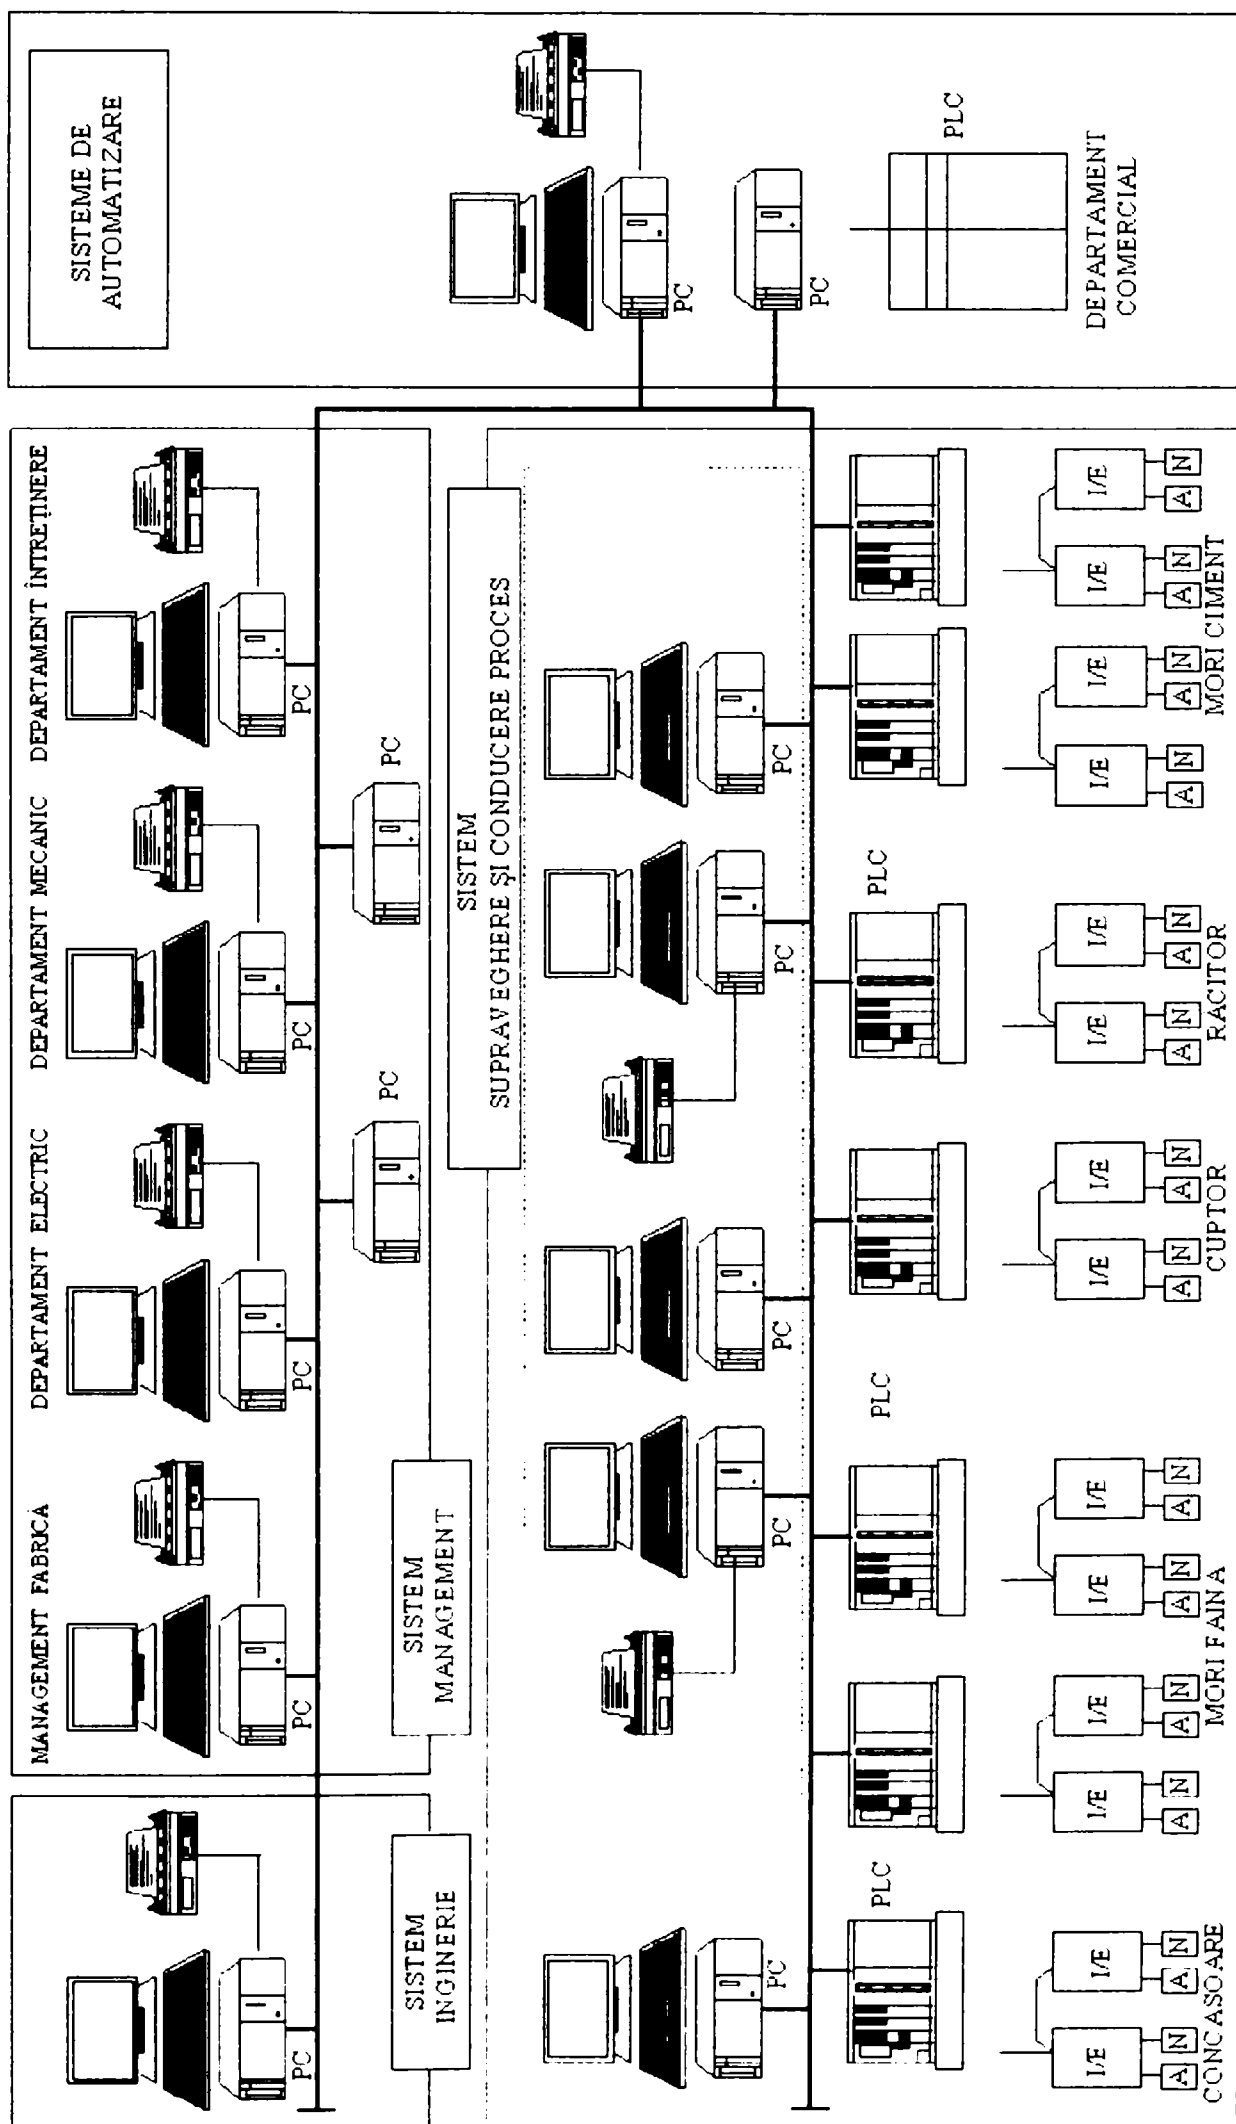 MANAGEMENT FABRICĂ
DEPARTAMENT ELECTRIC
DEPARTAMENT MECANIC
DEPARTAMENT ÎNTREȚINERE
SISTEME DE
AUTOMATIZARE
PC
PC
PC
PC
PC
PC
PC
SISTEM
INGINERIE
SISTEM
MANAGEMENT
SISTEM
SUPRAVEGHERE ȘI CONDUCERE PROCES
PC
PC
PC
PC
PC
PC
PC
PLC
PLC
PLC
PLC
DEPARTAMENT
COMERCIAL
I/E I/E I/E I/E I/E I/E I/E I/E I/E I/E I/E I/E I/E I/E
A N A N A N A N A N A N A N A N A N A N A N A N A N A N
CONCASOARE
MORI FAINA
CUPTOR
RACITOR
MORI CIMENT